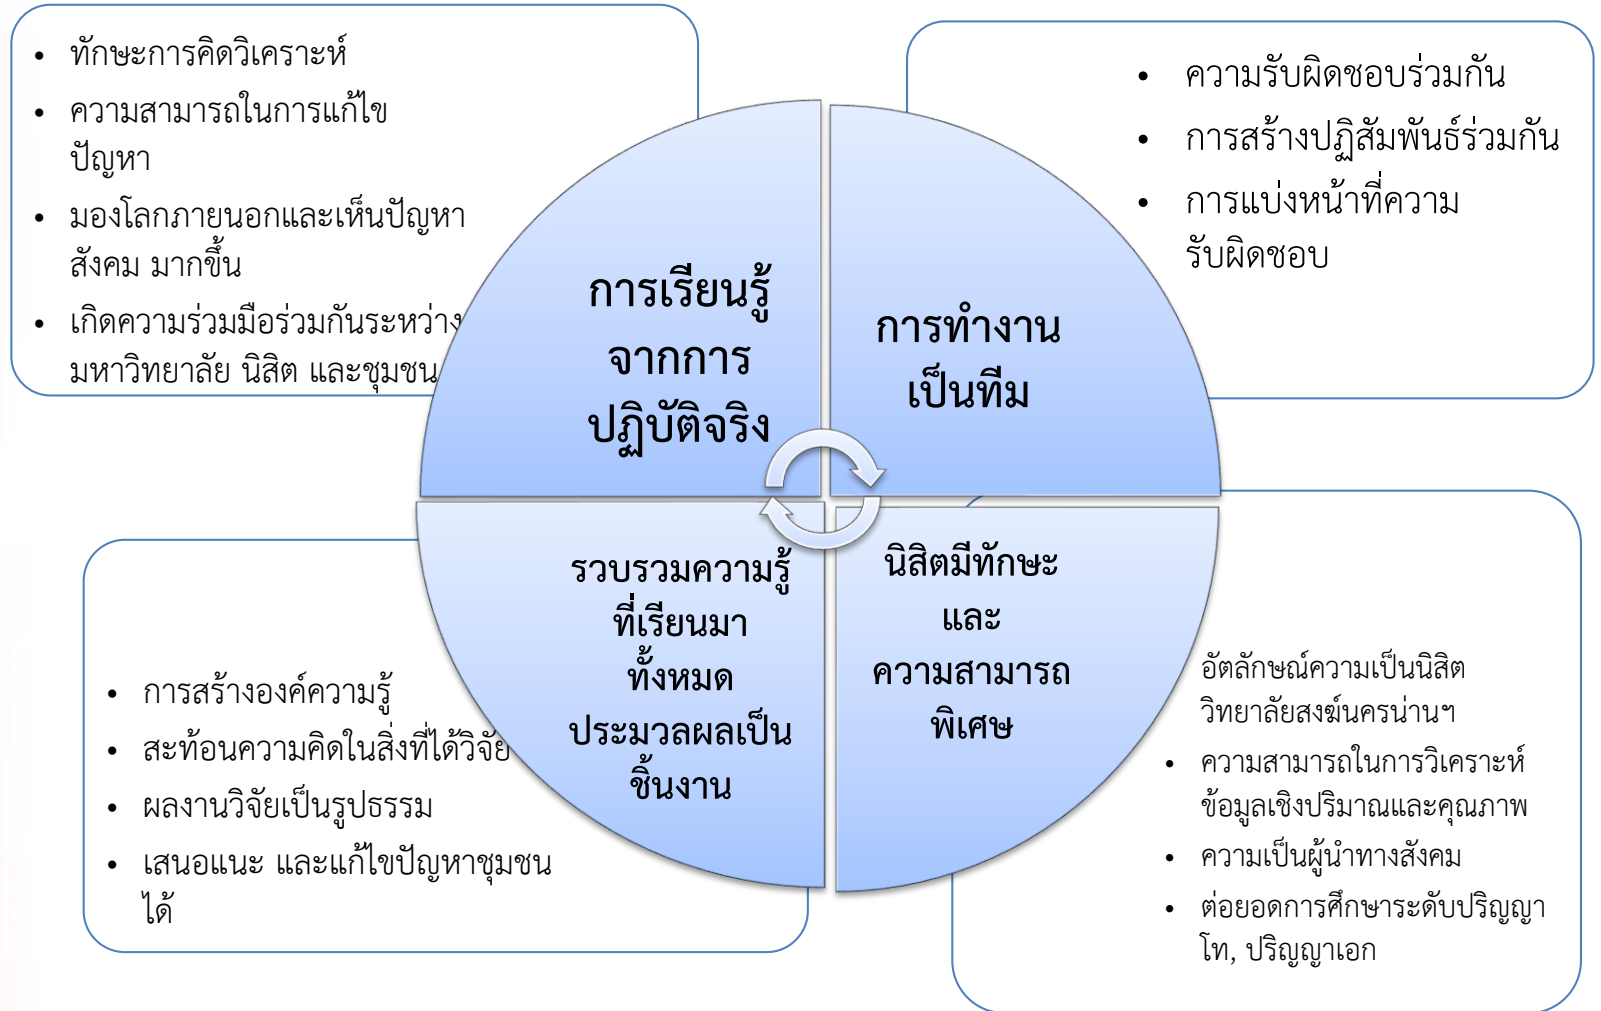 • ทักษะการคิดวิเคราะห์
• ความสามารถในการแก้ไข
ปัญหา
• มองโลกภายนอกและเห็นปัญหา
สังคม มากขึ้น
• เกิดความร่วมมือร่วมกันระหว่าง
มหาวิทยาลัย นิสิต และชุมชน
• ความรับผิดชอบร่วมกัน
• การสร้างปฏิสัมพันธ์ร่วมกัน
• การแบ่งหน้าที่ความ
รับผิดชอบ
การเรียนรู้
จากการ
ปฏิบัติจริง
การทำงาน
เป็นทีม
รวบรวมความรู้
ที่เรียนมา
ทั้งหมด
ประมวลผลเป็น
ชิ้นงาน
นิสิตมีทักษะ
และ
ความสามารถ
พิเศษ
• การสร้างองค์ความรู้
• สะท้อนความคิดในสิ่งที่ได้วิจัย
• ผลงานวิจัยเป็นรูปธรรม
• เสนอแนะ และแก้ไขปัญหาชุมชน
ได้
อัตลักษณ์ความเป็นนิสิต
วิทยาลัยสงฆ์นครน่านฯ
• ความสามารถในการวิเคราะห์
ข้อมูลเชิงปริมาณและคุณภาพ
• ความเป็นผู้นำทางสังคม
• ต่อยอดการศึกษาระดับปริญญา
โท, ปริญญาเอก